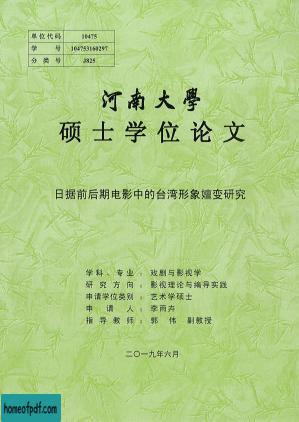 单位代码 10475
学号 104753160297
分类号 J825
河南大學
硕士学位论文
日据前后期电影中的台湾形象嬗变研究
学科、专业：戏剧与影视学
研究方向：影视理论与编导实践
申请学位类别：艺术学硕士
申请人：李雨卉
指导教师：郭伟 副教授
二〇一九年六月
homeofpdf.com